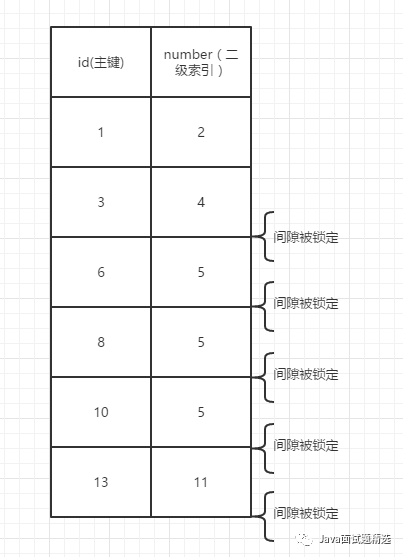 id(主键)
number（二
级索引）
1
2
3
4
间隙被锁定
6
5
间隙被锁定
8
5
间隙被锁定
10
5
间隙被锁定
13
11
间隙被锁定
Java面试题精选